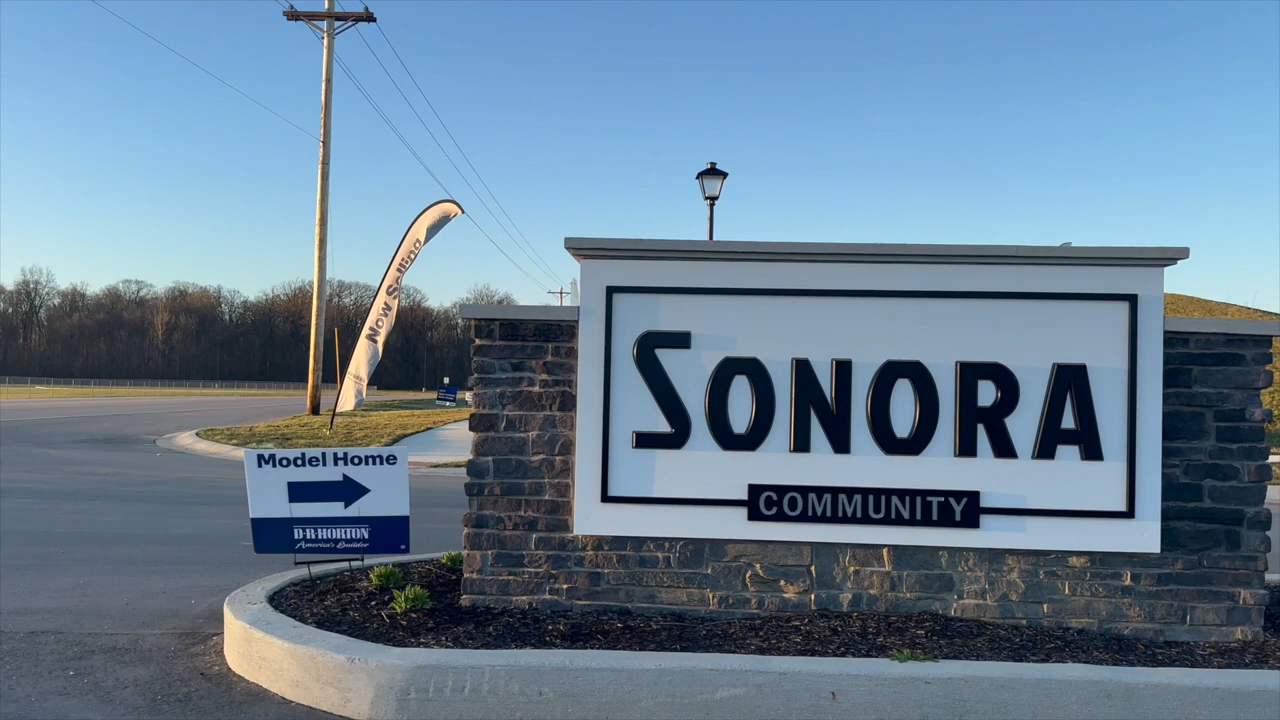 Now Selling
SONORA
COMMUNITY
Model Home
D·R·HORTON
America's Builder